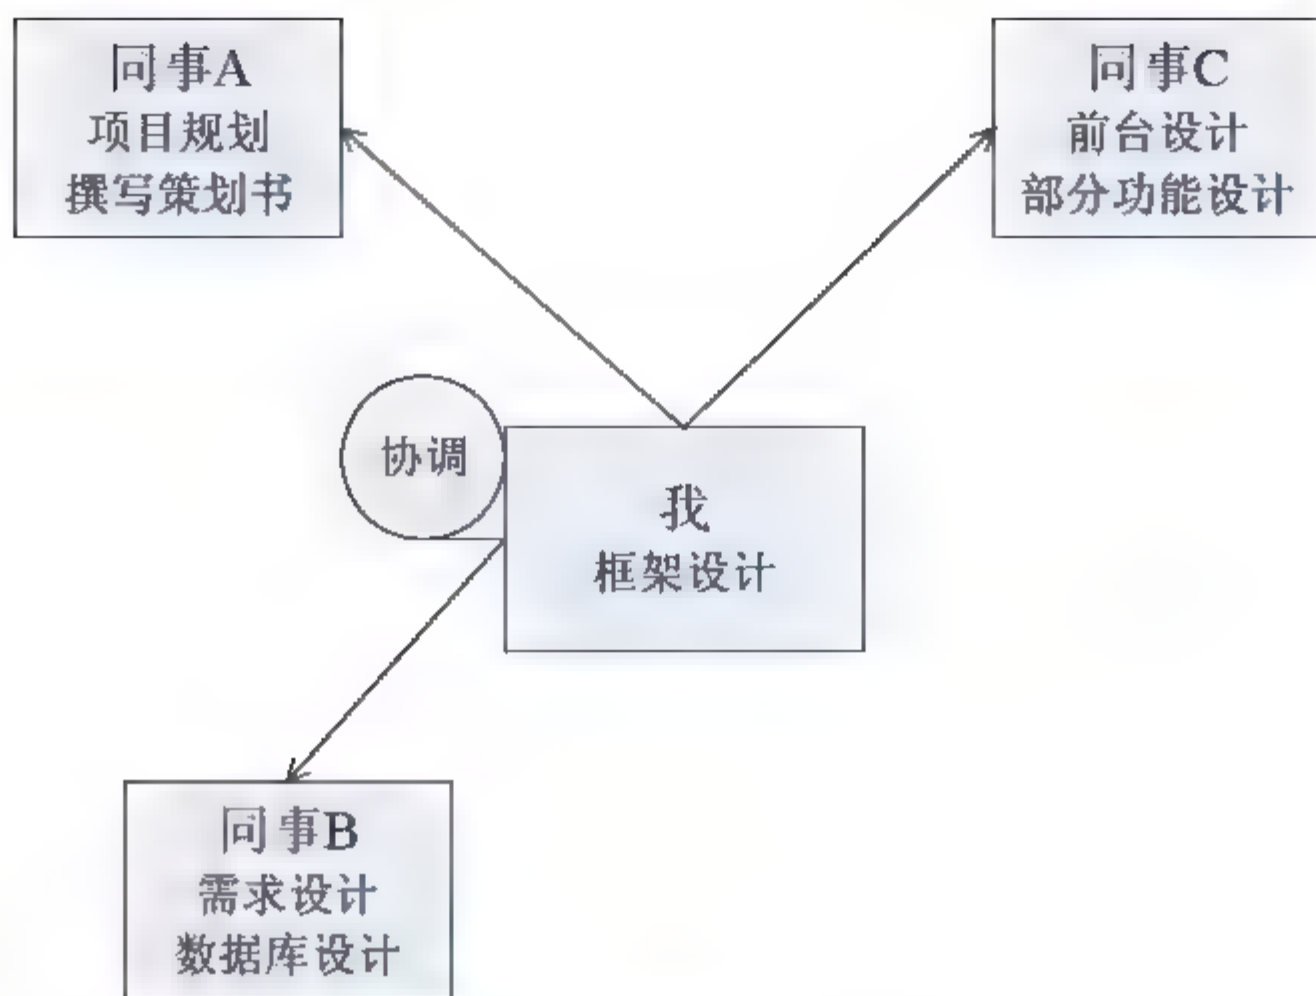 同事A
项目规划
撰写策划书
同事C
前台设计
部分功能设计
协调
我
框架设计
同事B
需求设计
数据库设计